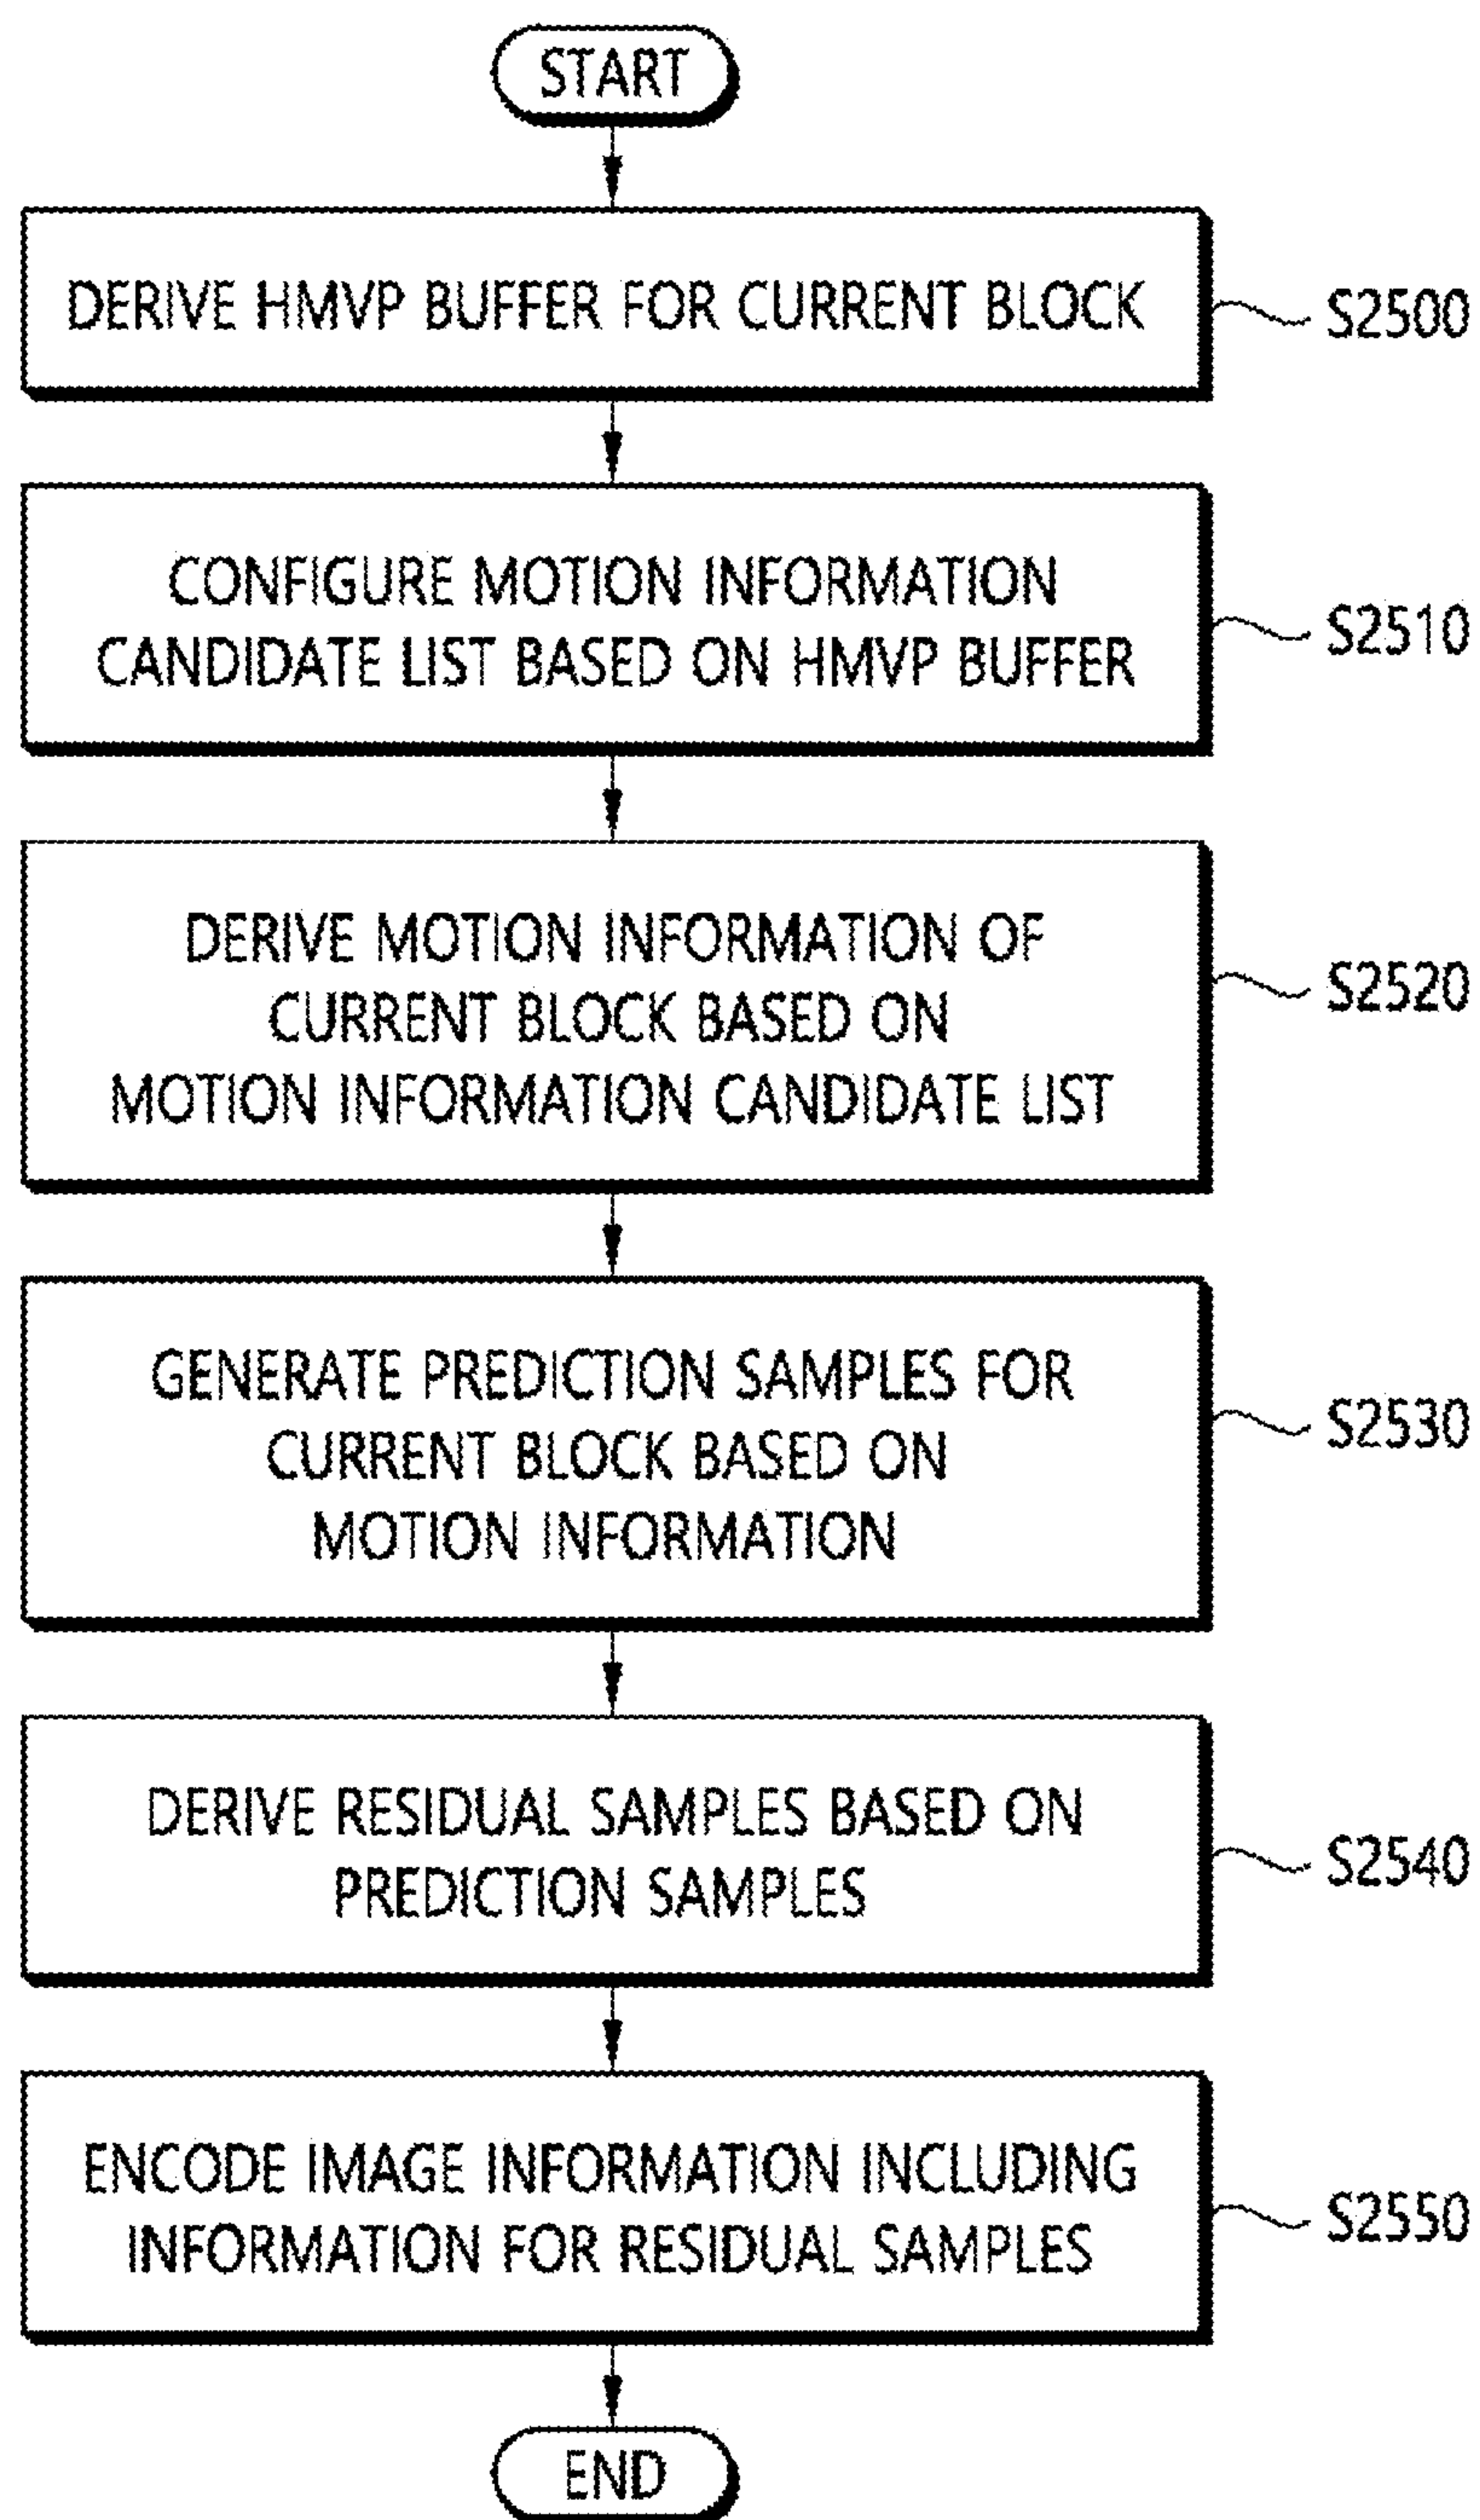 START
DERIVE HMVP BUFFER FOR CURRENT BLOCK
S2500
CONFIGURE MOTION INFORMATION
CANDIDATE LIST BASED ON HMVP BUFFER
S2510
DERIVE MOTION INFORMATION OF
CURRENT BLOCK BASED ON
MOTION INFORMATION CANDIDATE LIST
S2520
GENERATE PREDICTION SAMPLES FOR
CURRENT BLOCK BASED ON
MOTION INFORMATION
S2530
DERIVE RESIDUAL SAMPLES BASED ON
PREDICTION SAMPLES
S2540
ENCODE IMAGE INFORMATION INCLUDING
INFORMATION FOR RESIDUAL SAMPLES
S2550
END